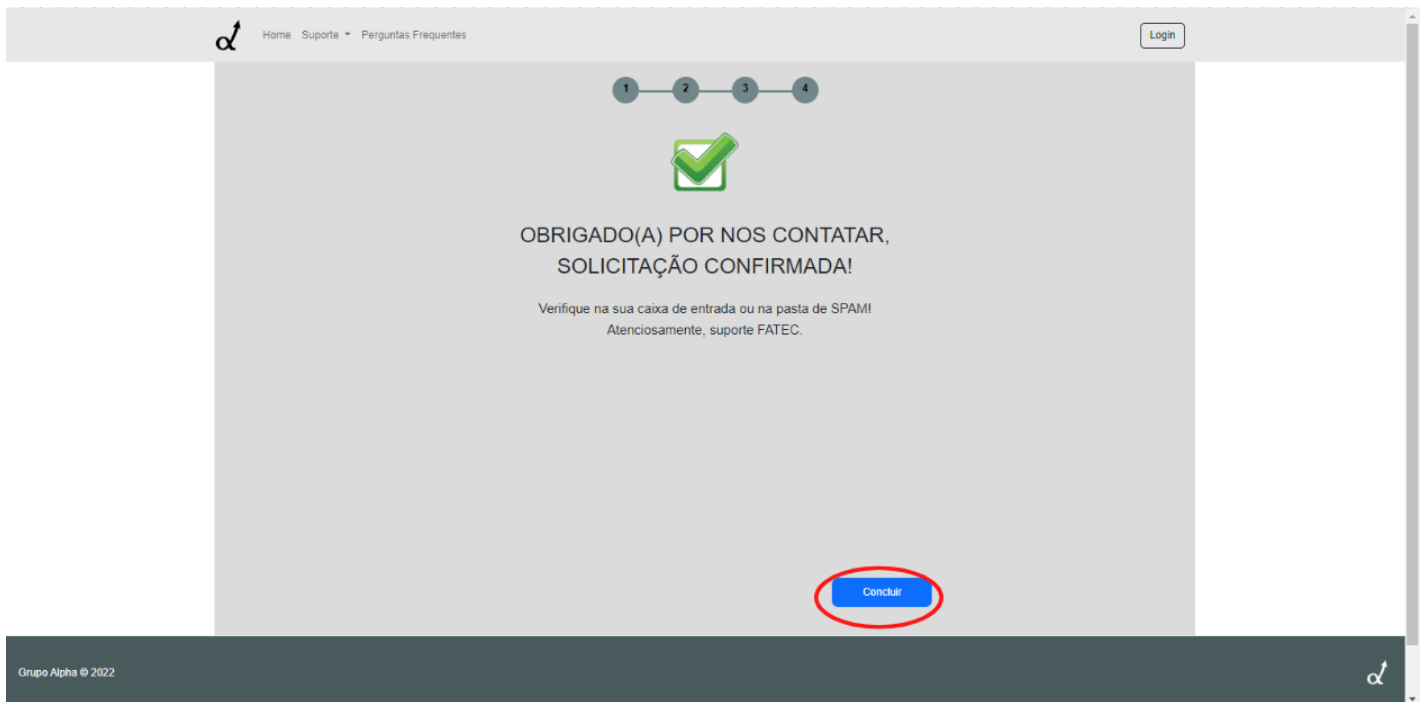 Home Suporte Perguntas Frequentes
Login
1 2 3 4
OBRIGADO(A) POR NOS CONTATAR,
SOLICITAÇÃO CONFIRMADA!
Verifique na sua caixa de entrada ou na pasta de SPAM!
Atenciosamente, suporte FATEC.
Concluir
Grupo Alpha © 2022